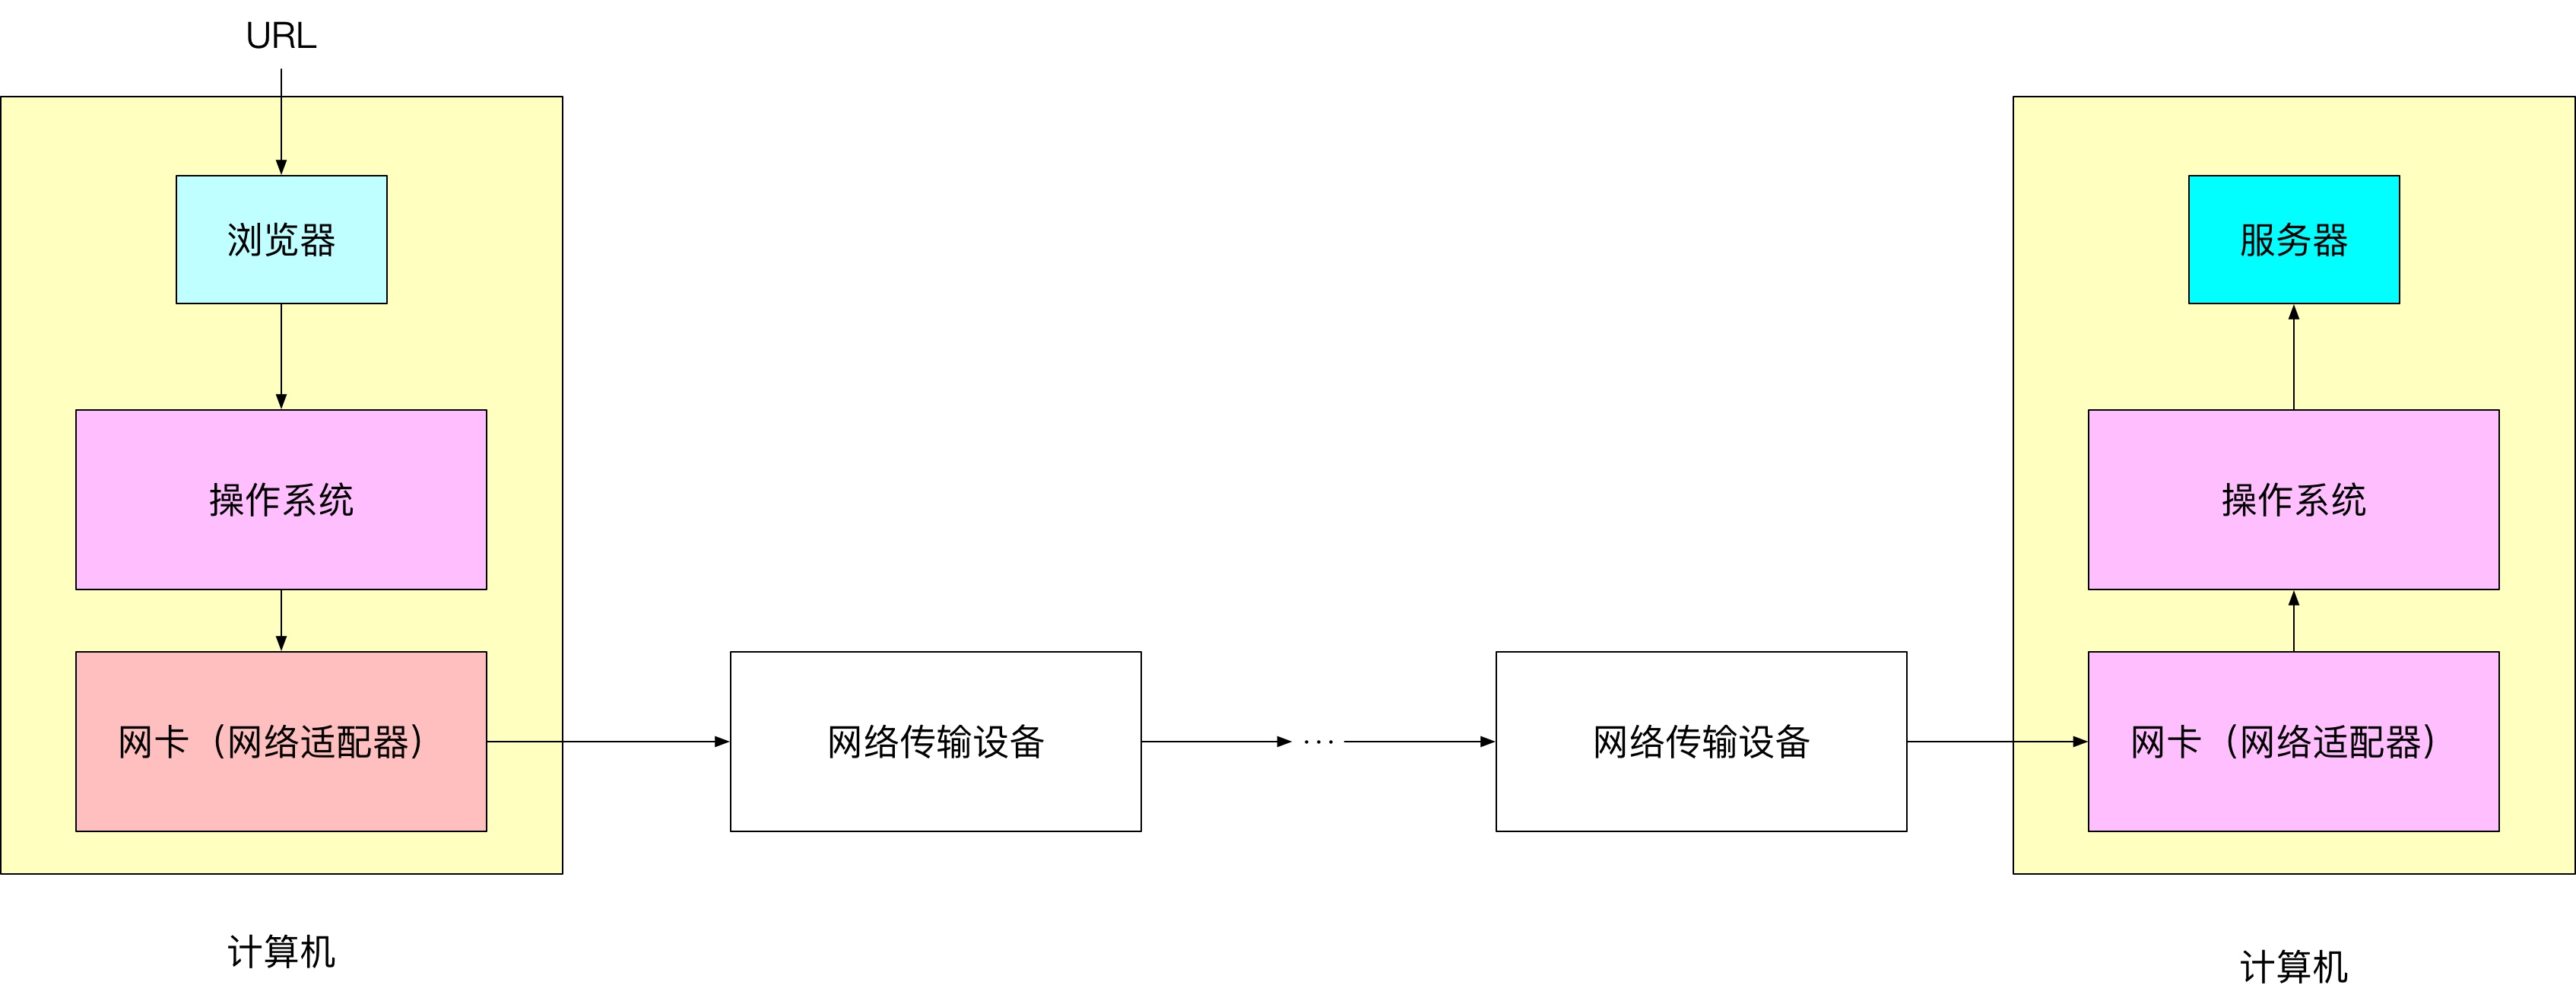 URL
浏览器
操作系统
网卡（网络适配器）
计算机
网络传输设备
···
网络传输设备
服务器
操作系统
网卡（网络适配器）
计算机